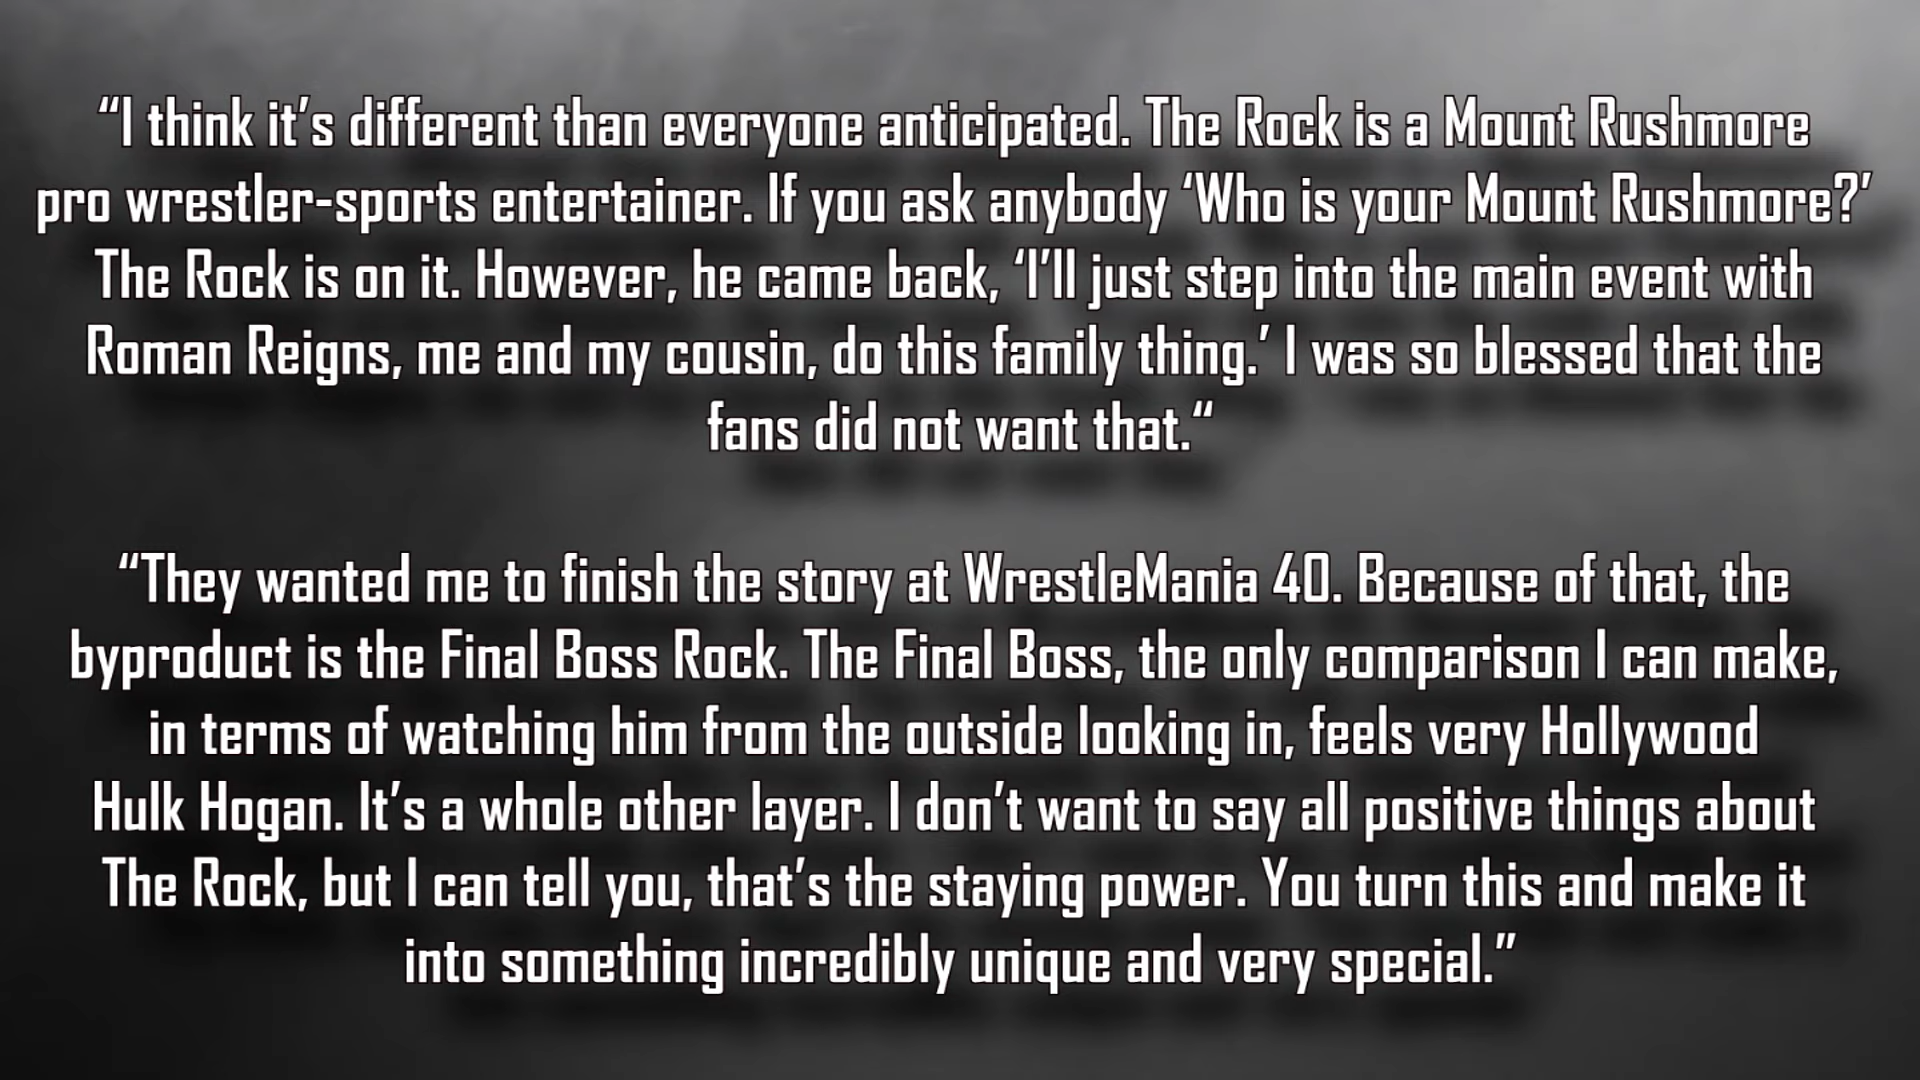 “I think it’s different than everyone anticipated. The Rock is a Mount Rushmore
pro wrestler-sports entertainer. If you ask anybody ‘Who is your Mount Rushmore?’
The Rock is on it. However, he came back, ‘I’ll just step into the main event with
Roman Reigns, me and my cousin, do this family thing.’ I was so blessed that the
fans did not want that.“
“They wanted me to finish the story at WrestleMania 40. Because of that, the
byproduct is the Final Boss Rock. The Final Boss, the only comparison I can make,
in terms of watching him from the outside looking in, feels very Hollywood
Hulk Hogan. It’s a whole other layer. I don’t want to say all positive things about
The Rock, but I can tell you, that’s the staying power. You turn this and make it
into something incredibly unique and very special.”